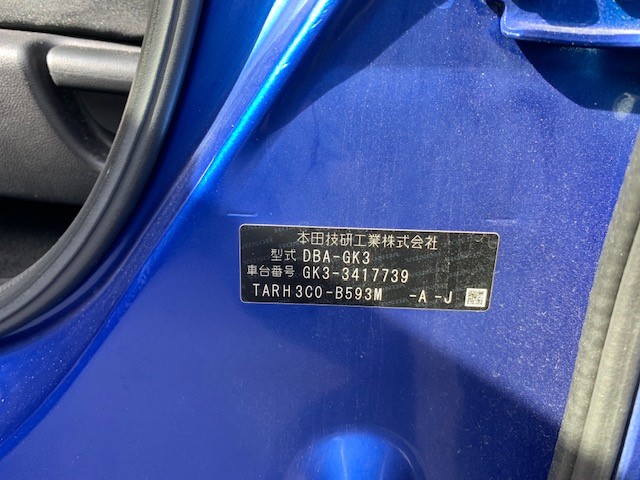 本田技研工業株式会社
型式 DBA-GK3
車台番号 GK3-3417739
TARH3C0-B593M -A -J